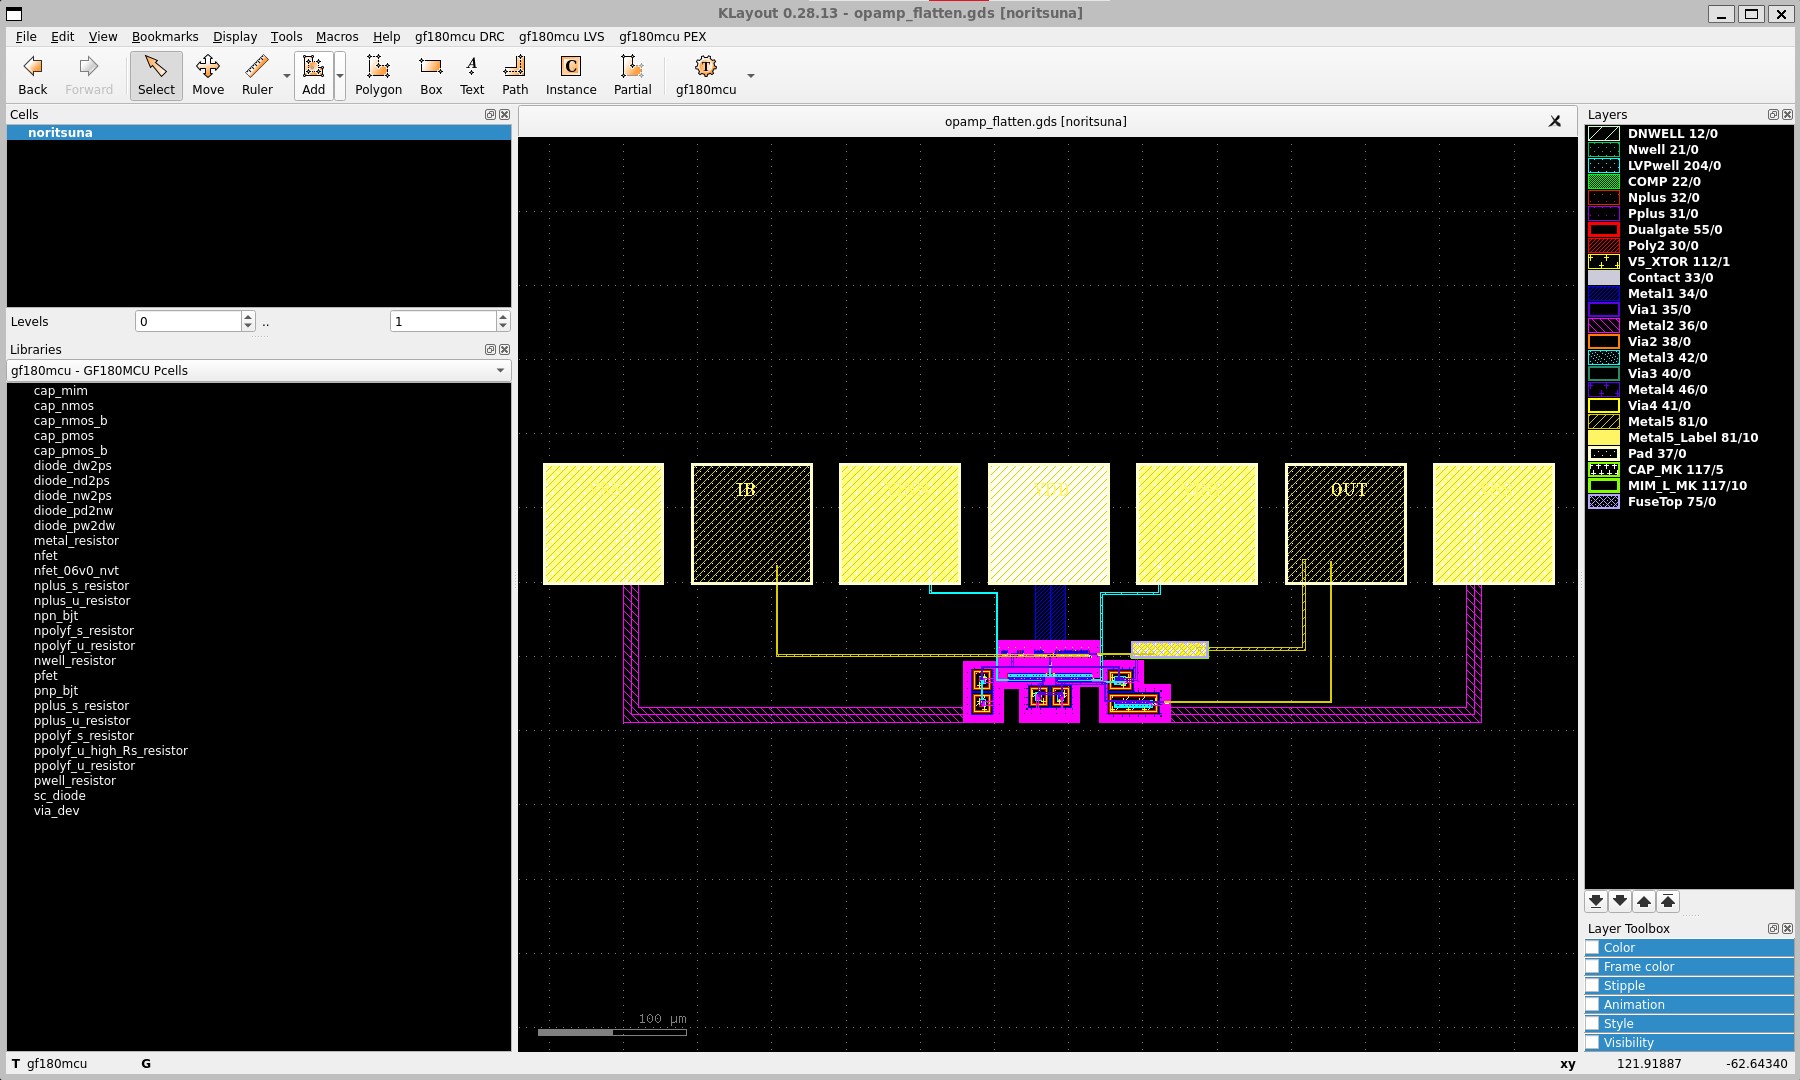 KLayout 0.28.13 - opamp_flatten.gds [noritsuna]
File Edit View Bookmarks Display Tools Macros Help gf180mcu DRC gf180mcu LVS gf180mcu PEX
Back Forward Select Move Ruler Add Polygon Box Text Path Instance Partial gf180mcu
Cells
noritsuna
Levels 0 .. 1
Libraries
gf180mcu - GF180MCU Pcells
cap_mim
cap_nmos
cap_nmos_b
cap_pmos
cap_pmos_b
diode_dw2ps
diode_nd2ps
diode_nw2ps
diode_pd2nw
diode_pw2dw
metal_resistor
nfet
nfet_06v0_nvt
nplus_s_resistor
nplus_u_resistor
npn_bjt
npolyf_s_resistor
npolyf_u_resistor
nwell_resistor
pfet
pnp_bjt
pplus_s_resistor
pplus_u_resistor
ppolyf_s_resistor
ppolyf_u_high_Rs_resistor
ppolyf_u_resistor
pwell_resistor
sc_diode
via_dev
opamp_flatten.gds [noritsuna]
IB
OUT
100 µm
Layers
DNWELL 12/0
Nwell 21/0
LVPwell 204/0
COMP 22/0
Nplus 32/0
Pplus 31/0
Dualgate 55/0
Poly2 30/0
V5_XTOR 112/1
Contact 33/0
Metal1 34/0
Via1 35/0
Metal2 36/0
Via2 38/0
Metal3 42/0
Via3 40/0
Metal4 46/0
Via4 41/0
Metal5 81/0
Metal5_Label 81/10
Pad 37/0
CAP_MK 117/5
MIM_L_MK 117/10
FuseTop 75/0
Layer Toolbox
Color
Frame color
Stipple
Animation
Style
Visibility
T gf180mcu G xy 121.91887 -62.64340